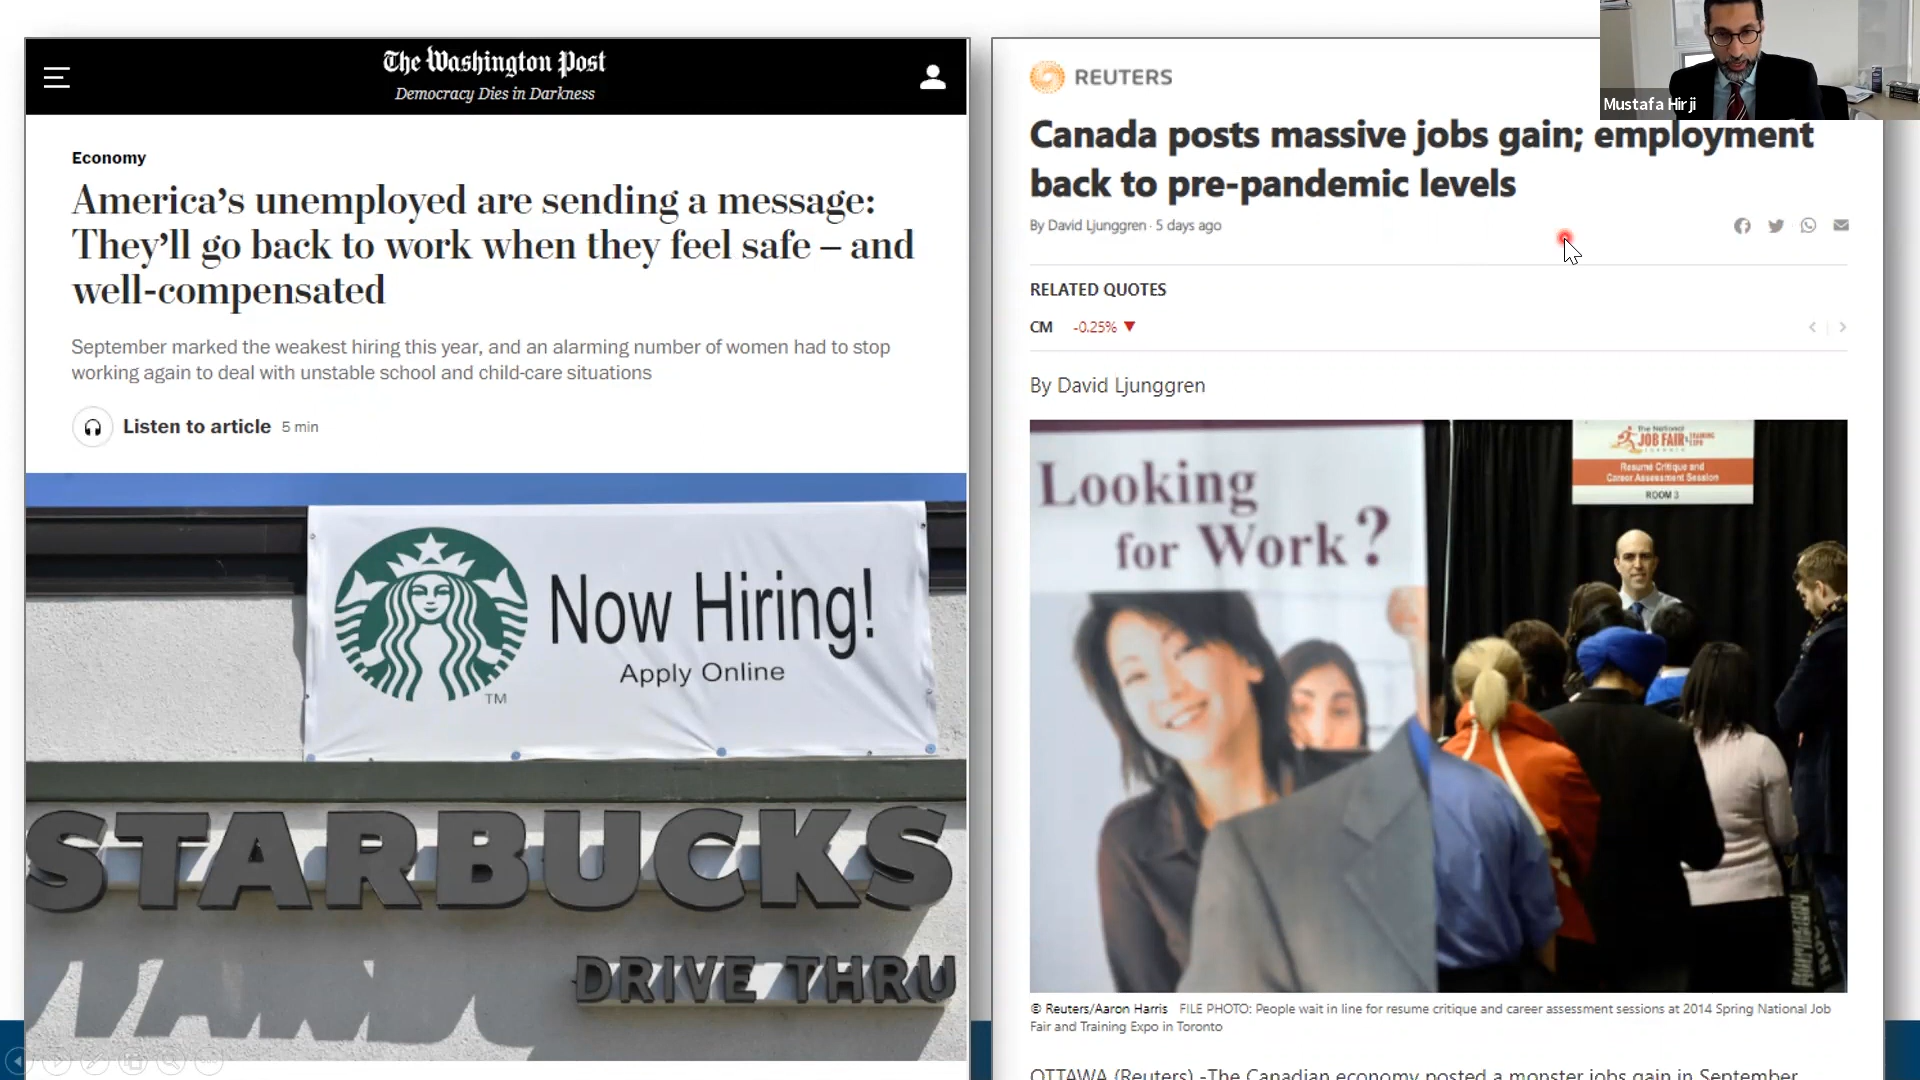 The Washington Post
Democracy Dies in Darkness
Economy
America's unemployed are sending a message:
They'll go back to work when they feel safe – and
well-compensated
September marked the weakest hiring this year, and an alarming number of women had to stop
working again to deal with unstable school and child-care situations
Listen to article 5 min
Now Hiring!
Apply Online
TM
STARBUCKS
DRIVE THRU
REUTERS
Mustafa Hirji
Canada posts massive jobs gain; employment
back to pre-pandemic levels
By David Ljunggren · 5 days ago
RELATED QUOTES
CM -0.25% ▼
By David Ljunggren
Looking
for Work?
The National
JOB FAIR & TRAINING EXPO
Resume Critique and
Career Assessment Session
ROOM 3
© Reuters/Aaron Harris FILE PHOTO: People wait in line for resume critique and career assessment sessions at 2014 Spring National Job
Fair and Training Expo in Toronto
OTTAWA (Reuters) -The Canadian economy posted a monster jobs gain in September